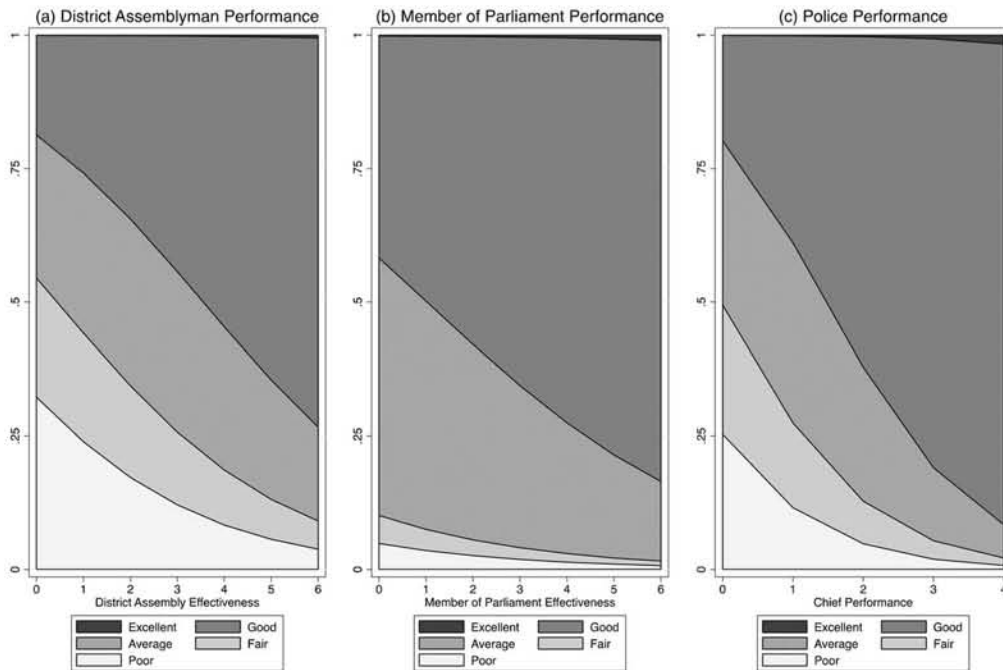 (a) District Assemblyman Performance
1
.75
.5
.25
0
0 1 2 3 4 5 6
District Assembly Effectiveness
Excellent Good
Average Fair
Poor
(b) Member of Parliament Performance
1
.75
.5
.25
0
0 1 2 3 4 5 6
Member of Parliament Effectiveness
Excellent Good
Average Fair
Poor
(c) Police Performance
1
.75
.5
.25
0
0 1 2 3 4
Chief Performance
Excellent Good
Average Fair
Poor